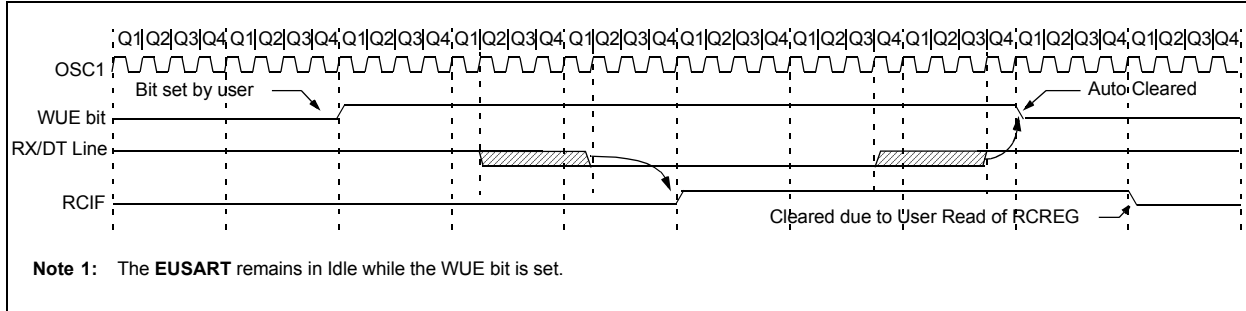 Q1 Q2 Q3 Q4 Q1 Q2 Q3 Q4 Q1 Q2 Q3 Q4 Q1 Q2 Q3 Q4 Q1 Q2 Q3 Q4 Q1 Q2 Q3 Q4 Q1 Q2 Q3 Q4 Q1 Q2 Q3 Q4 Q1 Q2 Q3 Q4 Q1 Q2 Q3 Q4
OSC1
Bit set by user
Auto Cleared
WUE bit
RX/DT Line
RCIF
Cleared due to User Read of RCREG
Note 1: The EUSART remains in Idle while the WUE bit is set.